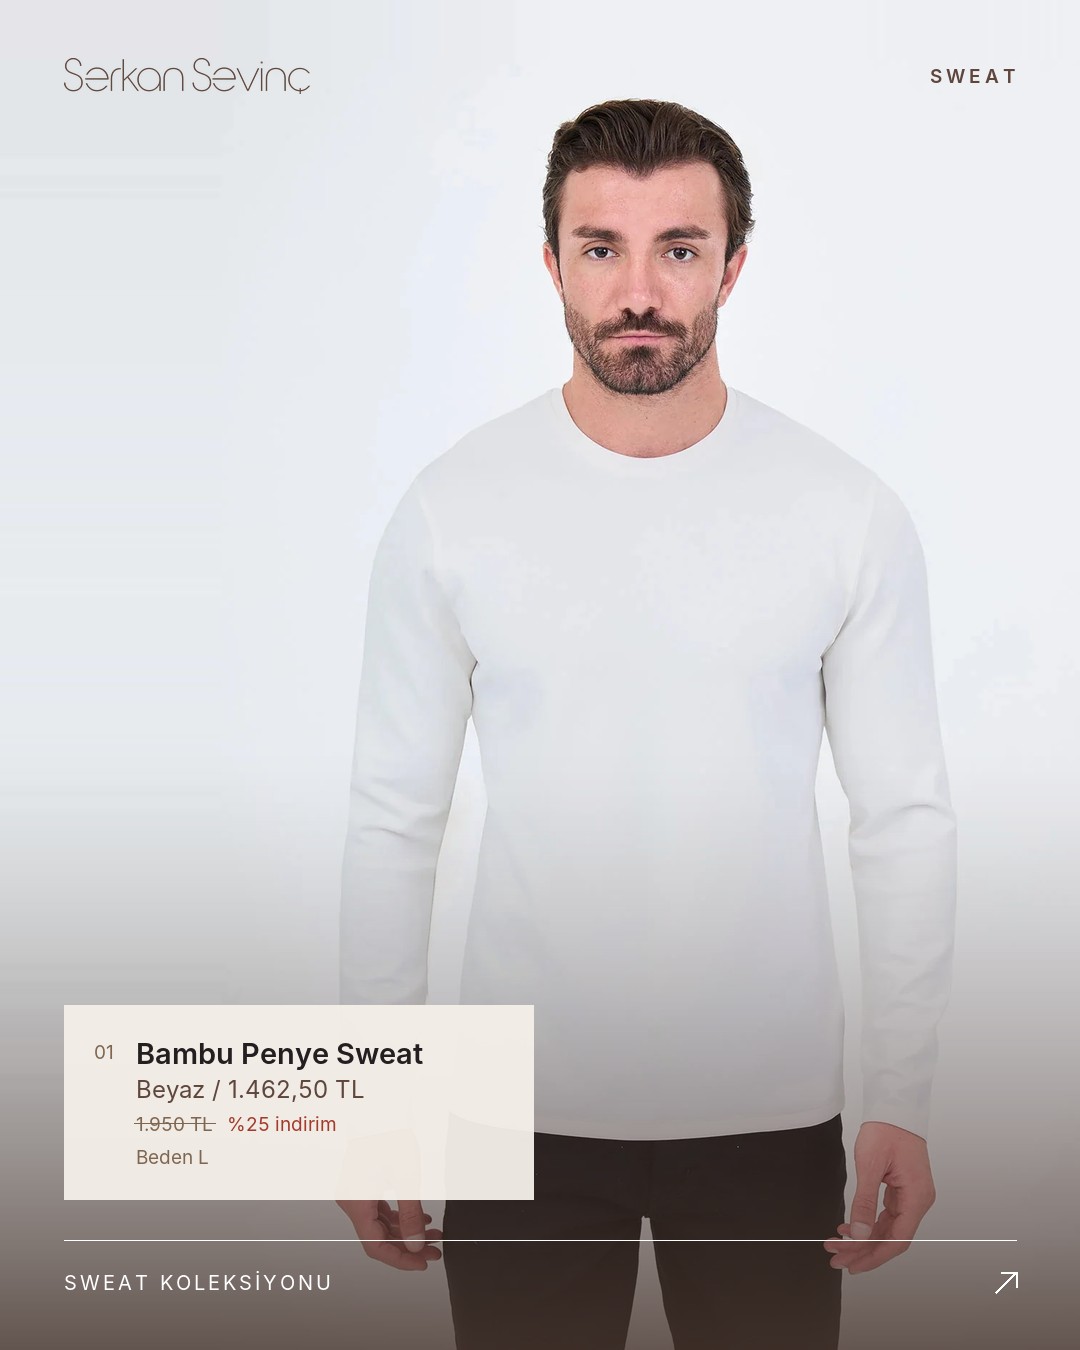 Serkan Sevinç
SWEAT
01
Bambu Penye Sweat
Beyaz / 1.462,50 TL
1.950 TL %25 indirim
Beden L
SWEAT KOLEKSİYONU